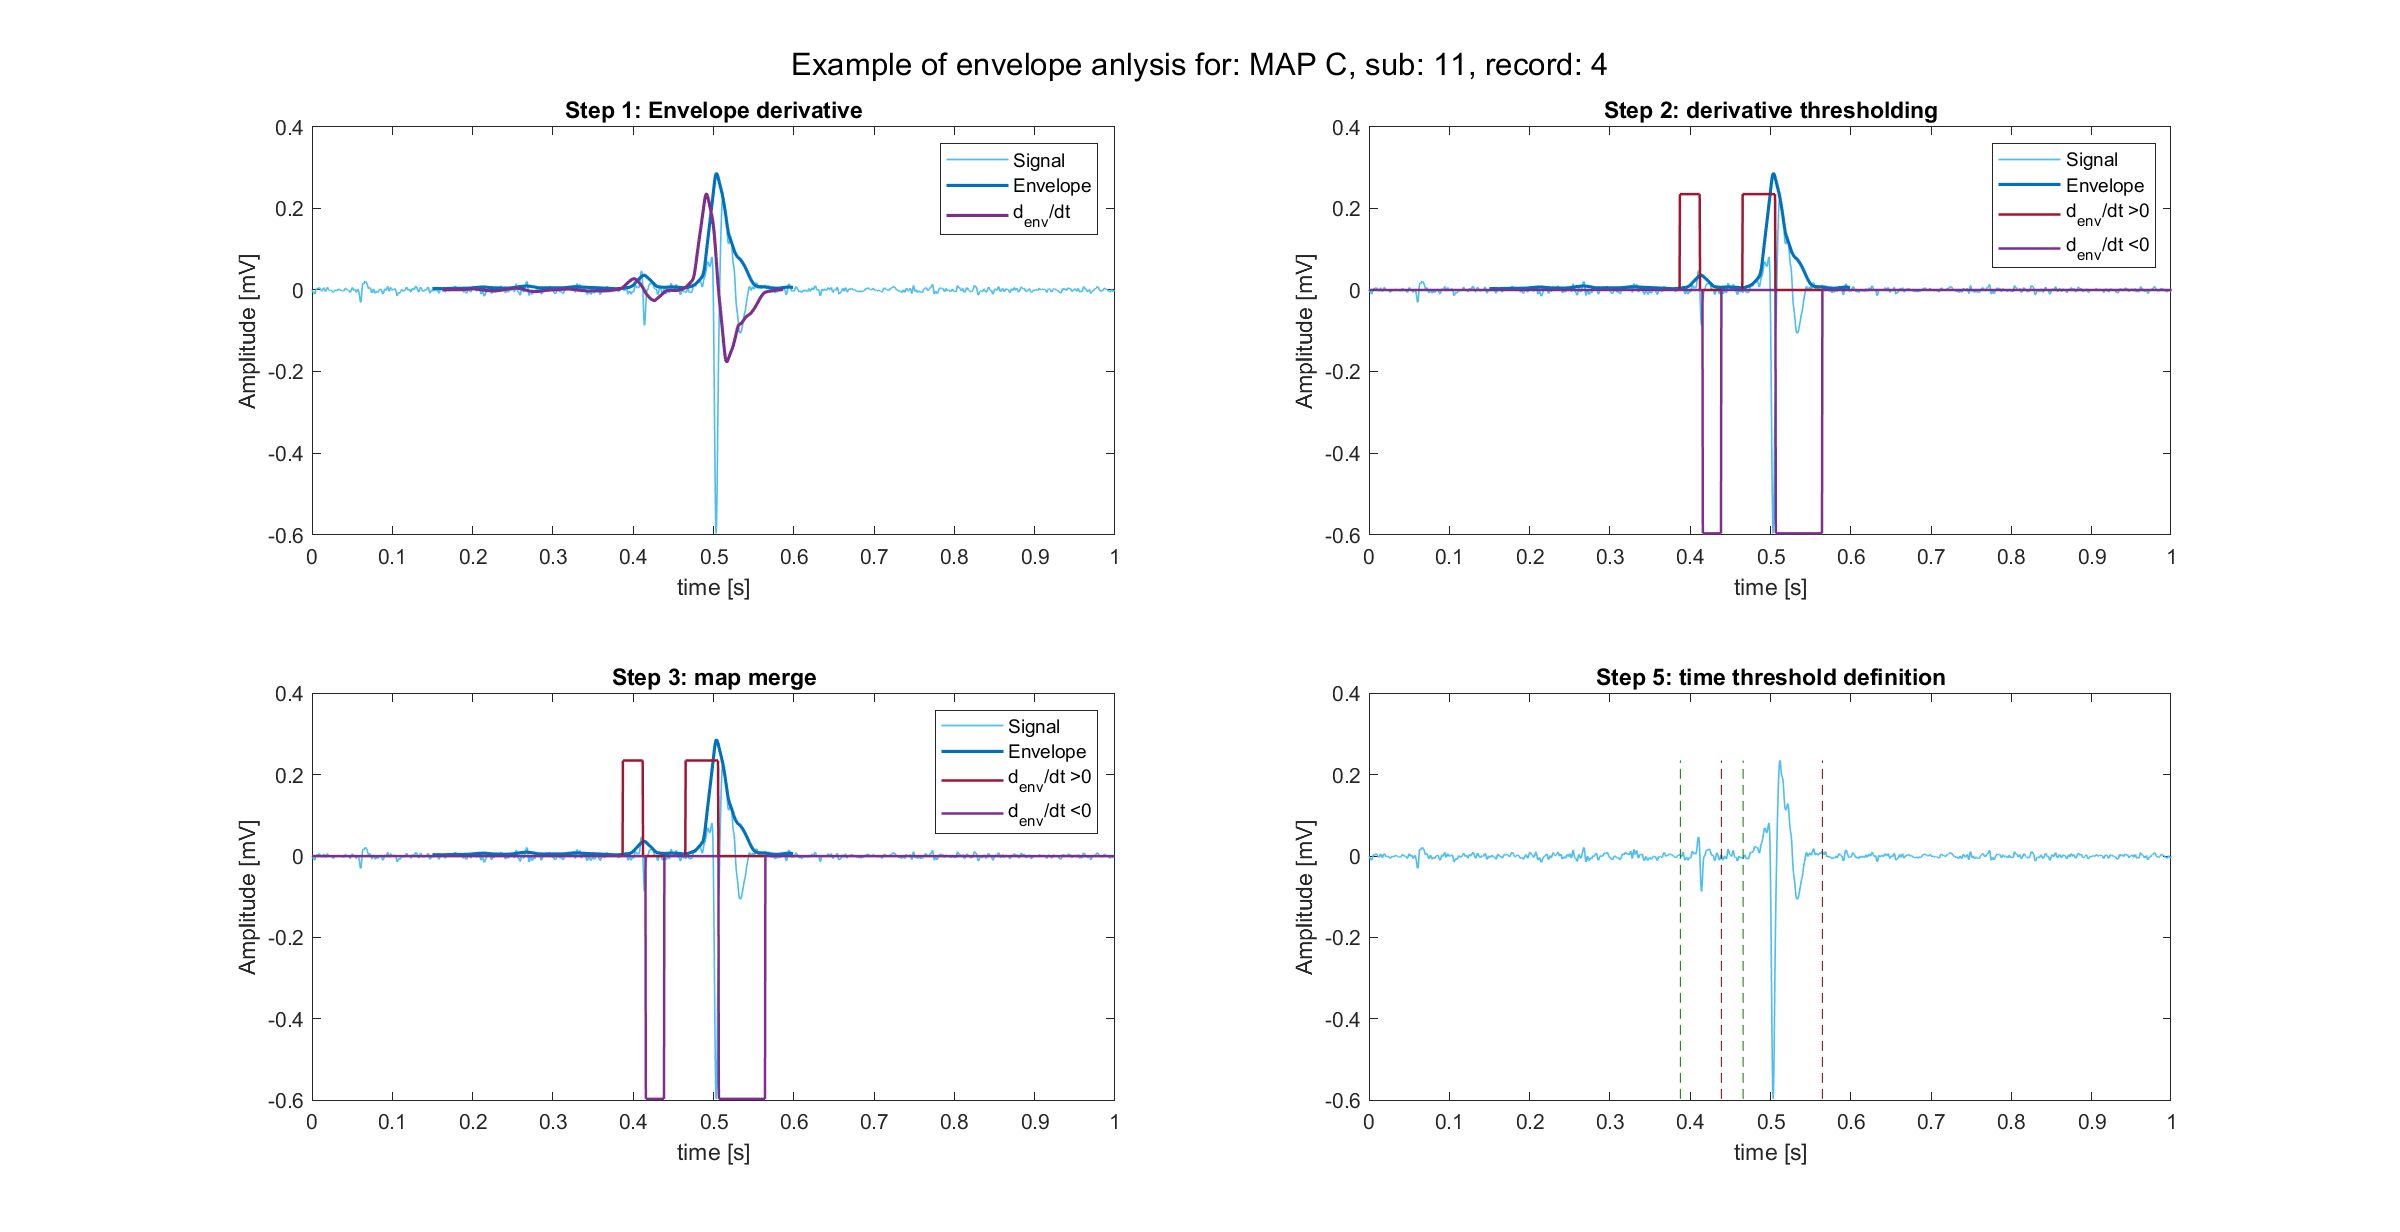 Example of envelope anlysis for: MAP C, sub: 11, record: 4
Step 1: Envelope derivative
0.4
0.2
0
-0.2
-0.4
-0.6
Amplitude [mV]
Signal
Envelope
d_env/dt
0 0.1 0.2 0.3 0.4 0.5 0.6 0.7 0.8 0.9 1
time [s]
Step 2: derivative thresholding
0.4
0.2
0
-0.2
-0.4
-0.6
Amplitude [mV]
Signal
Envelope
d_env/dt >0
d_env/dt <0
0 0.1 0.2 0.3 0.4 0.5 0.6 0.7 0.8 0.9 1
time [s]
Step 3: map merge
0.4
0.2
0
-0.2
-0.4
-0.6
Amplitude [mV]
Signal
Envelope
d_env/dt >0
d_env/dt <0
0 0.1 0.2 0.3 0.4 0.5 0.6 0.7 0.8 0.9 1
time [s]
Step 5: time threshold definition
0.4
0.2
0
-0.2
-0.4
-0.6
Amplitude [mV]
0 0.1 0.2 0.3 0.4 0.5 0.6 0.7 0.8 0.9 1
time [s]